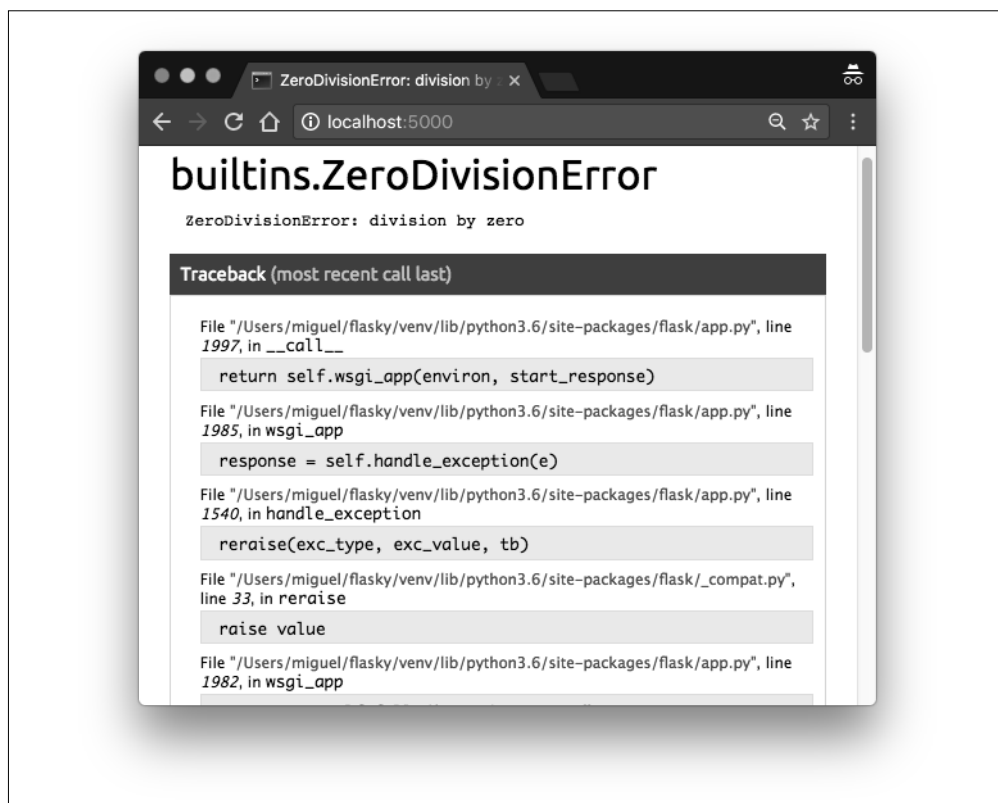 ZeroDivisionError: division by
localhost:5000
builtins.ZeroDivisionError
ZeroDivisionError: division by zero
Traceback (most recent call last)
File "/Users/miguel/flasky/venv/lib/python3.6/site-packages/flask/app.py", line
1997, in __call__
return self.wsgi_app(environ, start_response)
File "/Users/miguel/flasky/venv/lib/python3.6/site-packages/flask/app.py", line
1985, in wsgi_app
response = self.handle_exception(e)
File "/Users/miguel/flasky/venv/lib/python3.6/site-packages/flask/app.py", line
1540, in handle_exception
reraise(exc_type, exc_value, tb)
File "/Users/miguel/flasky/venv/lib/python3.6/site-packages/flask/_compat.py",
line 33, in reraise
raise value
File "/Users/miguel/flasky/venv/lib/python3.6/site-packages/flask/app.py", line
1982, in wsgi_app